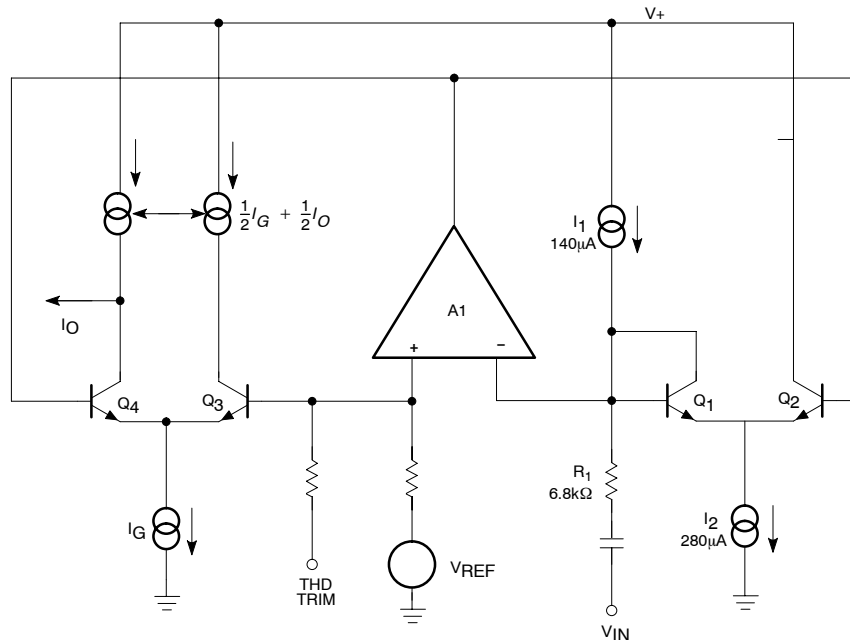 V+
½IG + ½IO
I1
140µA
A1
+
−
IO
Q4
Q3
Q1
Q2
R1
6.8kΩ
IG
I2
280µA
VREF
THD
TRIM
VIN